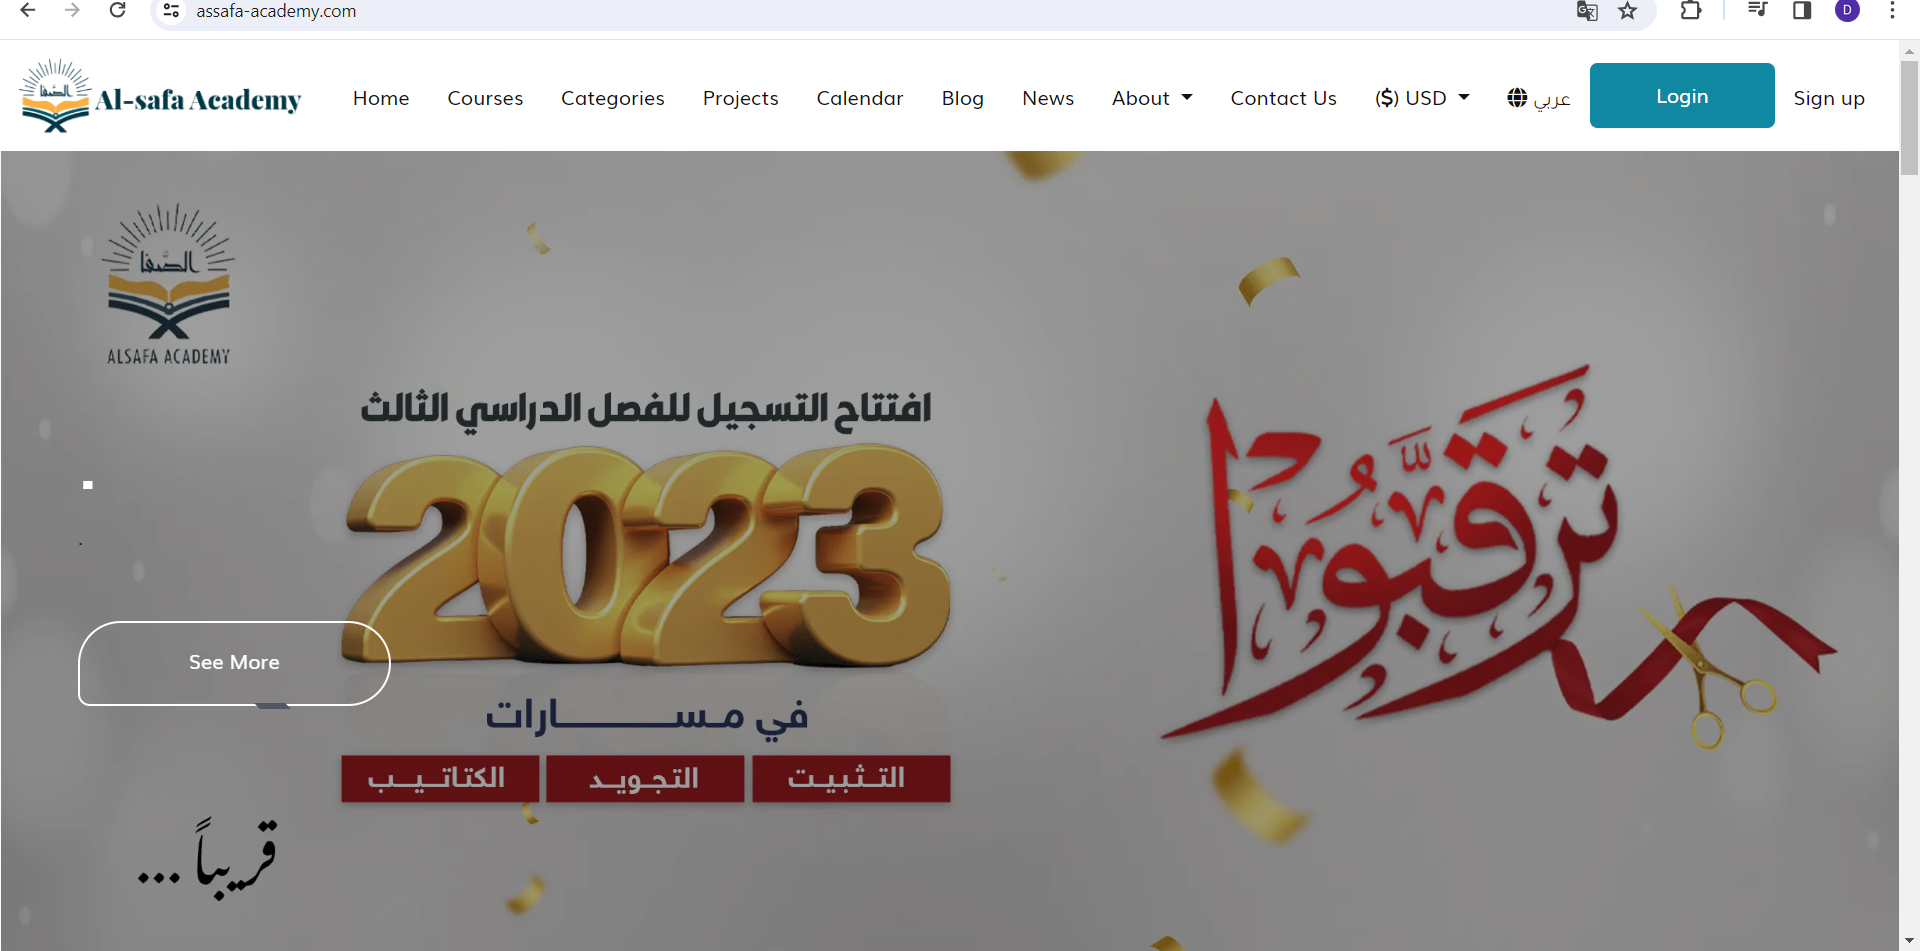 assafa-academy.com
D
الصفا
Al-safa Academy
Home
Courses
Categories
Projects
Calendar
Blog
News
About
Contact Us
($) USD
عربي
Login
Sign up
الصفا
ALSAFA ACADEMY
افتتاح التسجيل للفصل الدراسي الثالث
2023
ترقبوا
.
See More
في مسارات
التثبيت
التجويد
الكتاتيب
قريباً ...